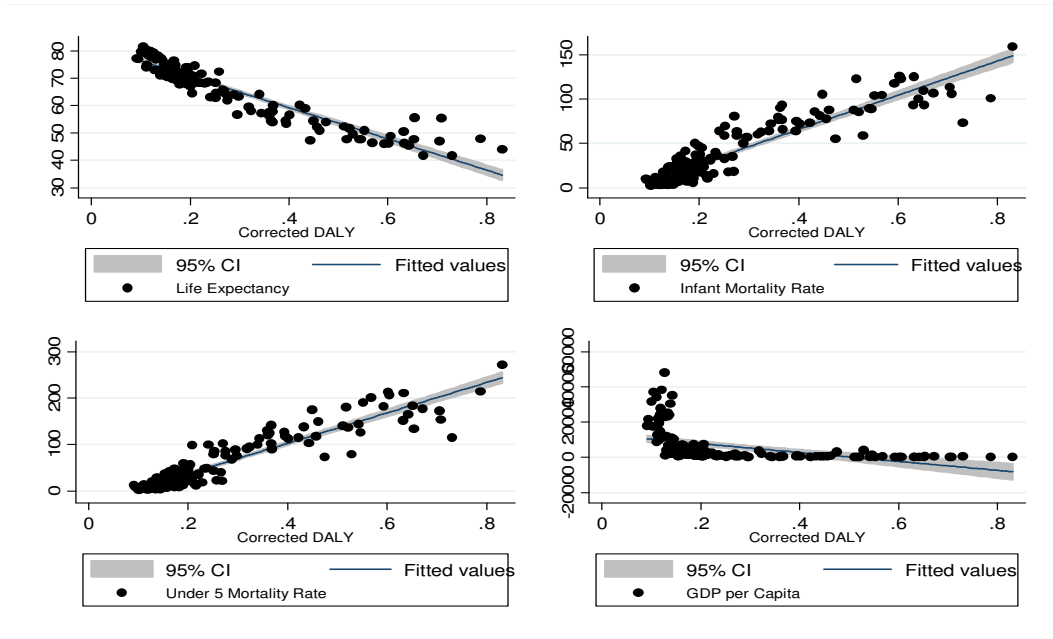 80
70
60
50
40
30
0 .2 .4 .6 .8
Corrected DALY
95% CI Fitted values
Life Expectancy
150
100
50
0
0 .2 .4 .6 .8
Corrected DALY
95% CI Fitted values
Infant Mortality Rate
300
200
100
0
0 .2 .4 .6 .8
Corrected DALY
95% CI Fitted values
Under 5 Mortality Rate
60000
40000
20000
0
-20000
0 .2 .4 .6 .8
Corrected DALY
95% CI Fitted values
GDP per Capita